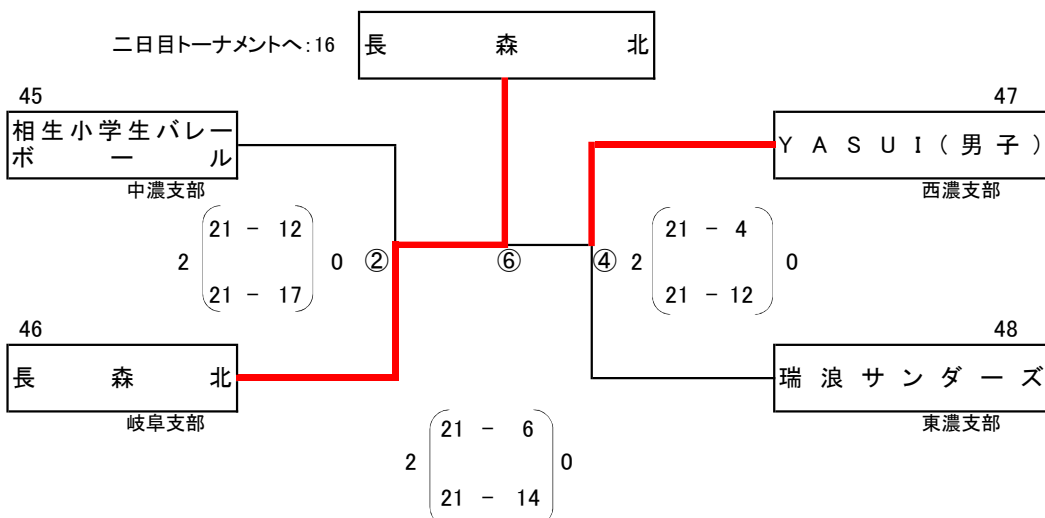 二日目トーナメントへ:16
長森北
45
相生小学生バレー
ボール
中濃支部
47
YASUI(男子)
西濃支部
21 - 12
2 0
21 - 17
②
⑥
④
21 - 4
2 0
21 - 12
46
長森北
岐阜支部
48
瑞浪サンダーズ
東濃支部
21 - 6
2 0
21 - 14